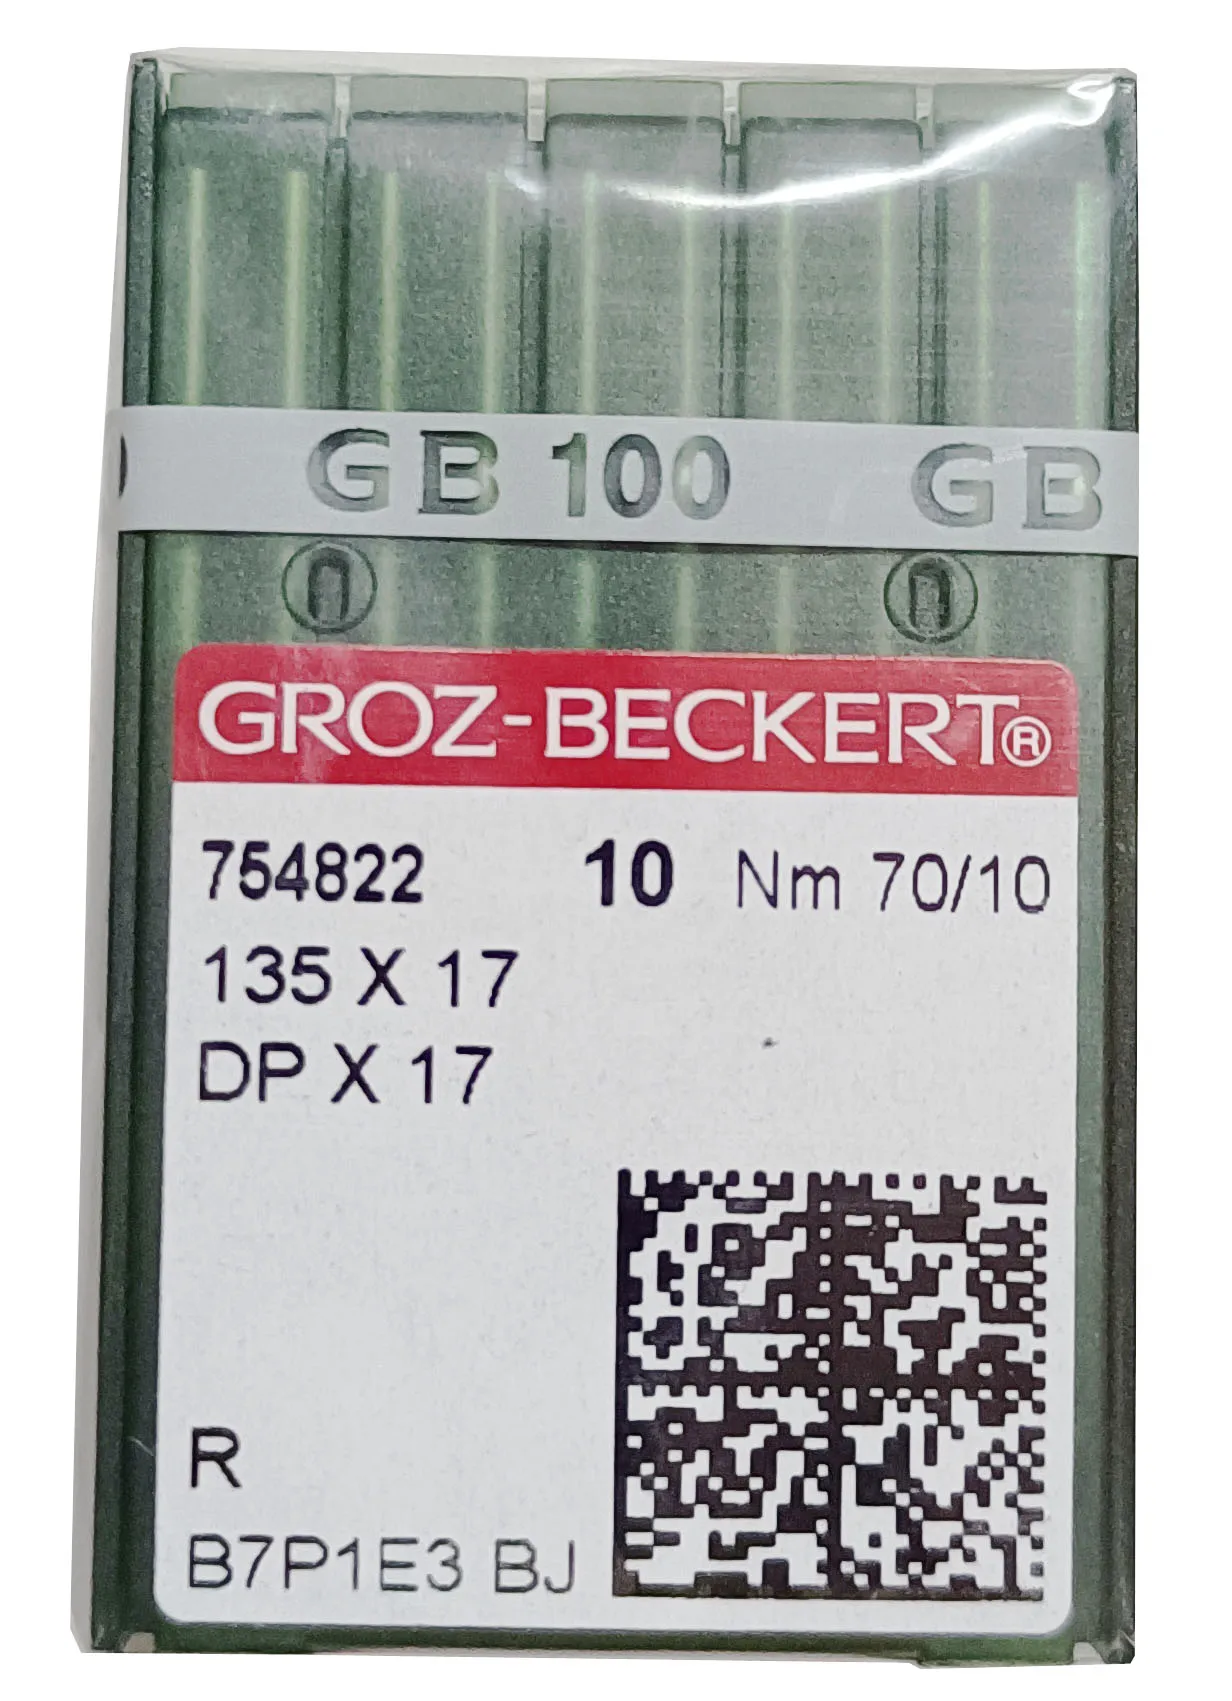 GB 100 GB
GROZ-BECKERT®
754822 10 Nm 70/10
135 X 17
DP X 17
R
B7P1E3 BJ